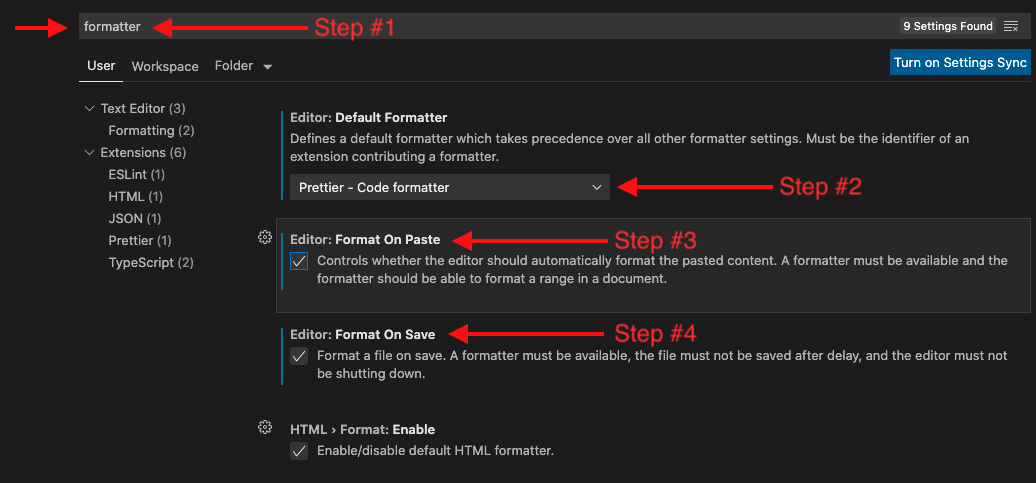 formatter Step #1 9 Settings Found
User Workspace Folder Turn on Settings Sync
Text Editor (3)
Formatting (2)
Extensions (6)
ESLint (1)
HTML (1)
JSON (1)
Prettier (1)
TypeScript (2)
Editor: Default Formatter
Defines a default formatter which takes precedence over all other formatter settings. Must be the identifier of an
extension contributing a formatter.
Prettier - Code formatter Step #2
Editor: Format On Paste Step #3
Controls whether the editor should automatically format the pasted content. A formatter must be available and the
formatter should be able to format a range in a document.
Editor: Format On Save Step #4
Format a file on save. A formatter must be available, the file must not be saved after delay, and the editor must not
be shutting down.
HTML › Format: Enable
Enable/disable default HTML formatter.